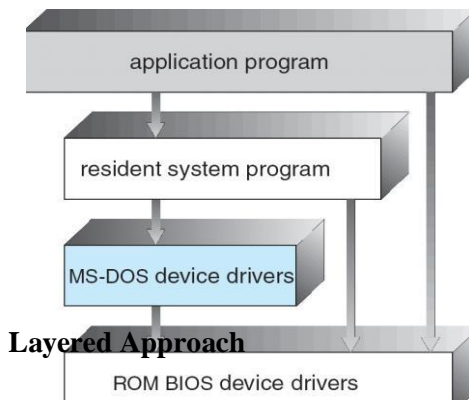 application program
resident system program
MS-DOS device drivers
Layered Approach
ROM BIOS device drivers